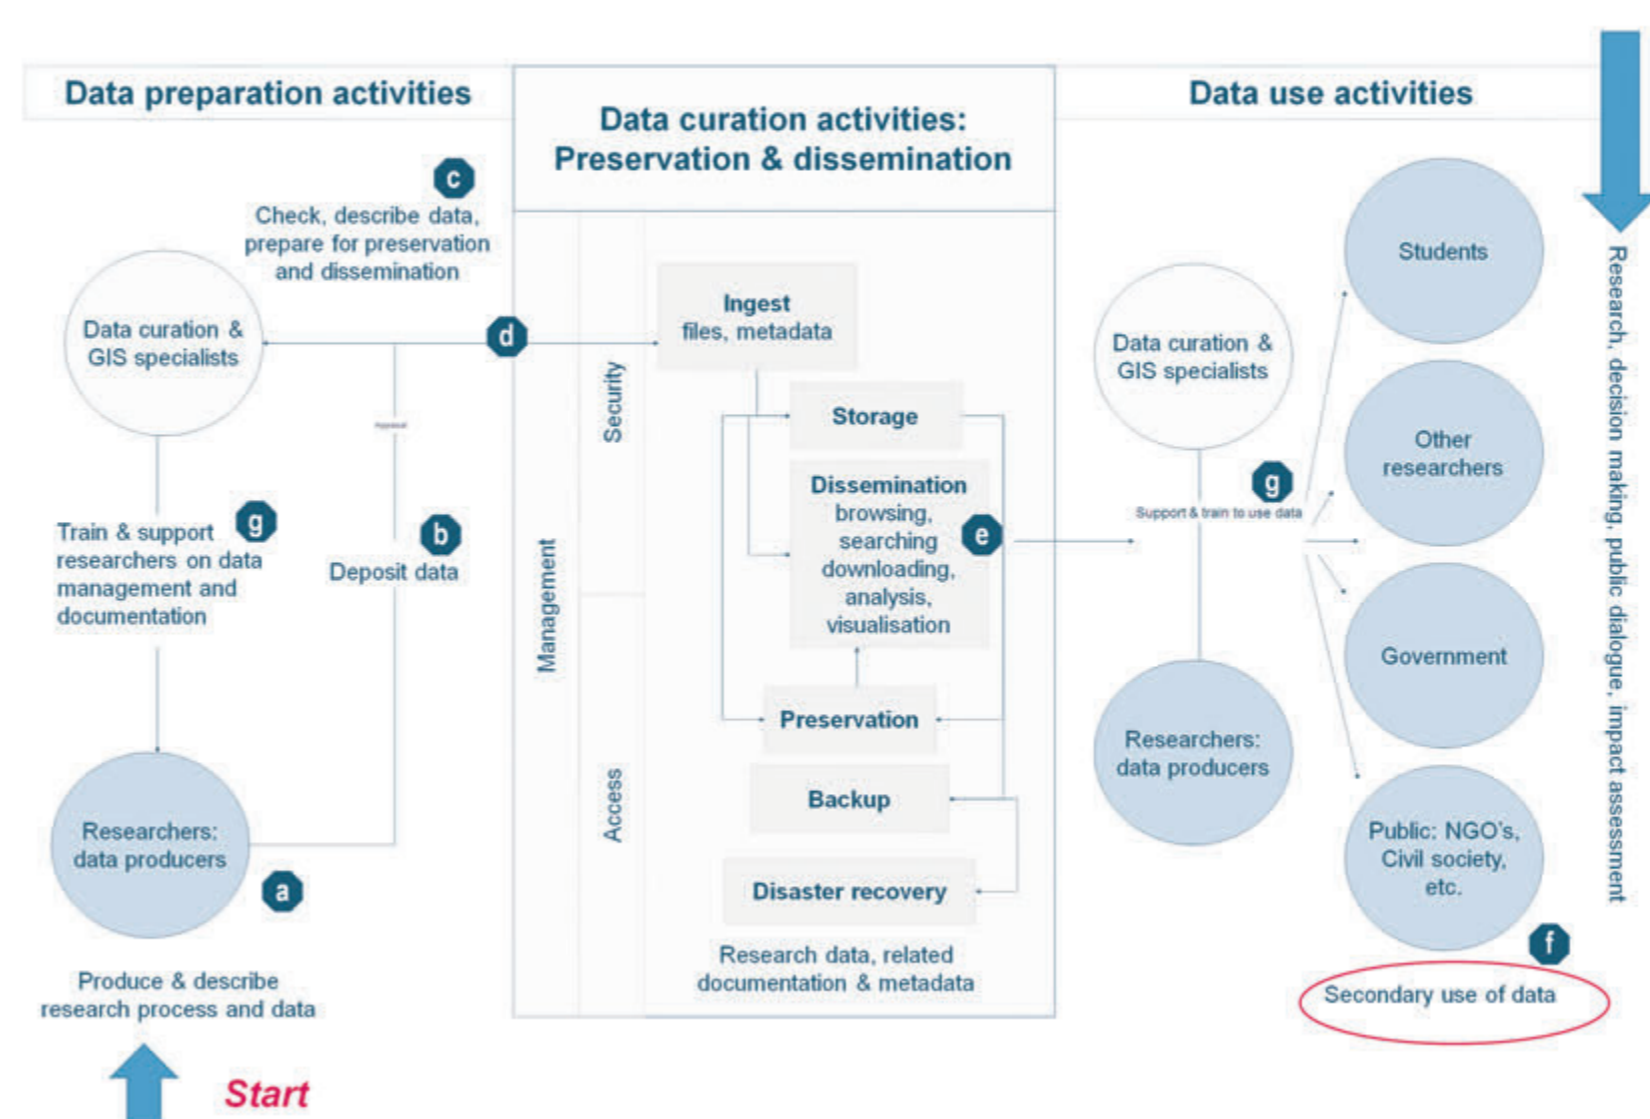 Data preparation activities
Data curation activities:
Preservation & dissemination
Data use activities
c
Check, describe data,
prepare for preservation
and dissemination
Data curation &
GIS specialists
d
Appraisal
g
Train & support
researchers on data
management and
documentation
b
Deposit data
Researchers:
data producers
a
Produce & describe
research process and data
Start
Management
Security
Access
Ingest
files, metadata
Storage
Dissemination
browsing,
searching
downloading,
analysis,
visualisation
e
Preservation
Backup
Disaster recovery
Research data, related
documentation & metadata
Data curation &
GIS specialists
g
Support & train to use data
Researchers:
data producers
Students
Other
researchers
Government
Public: NGO's,
Civil society,
etc.
f
Secondary use of data
Research, decision making, public dialogue, impact assessment